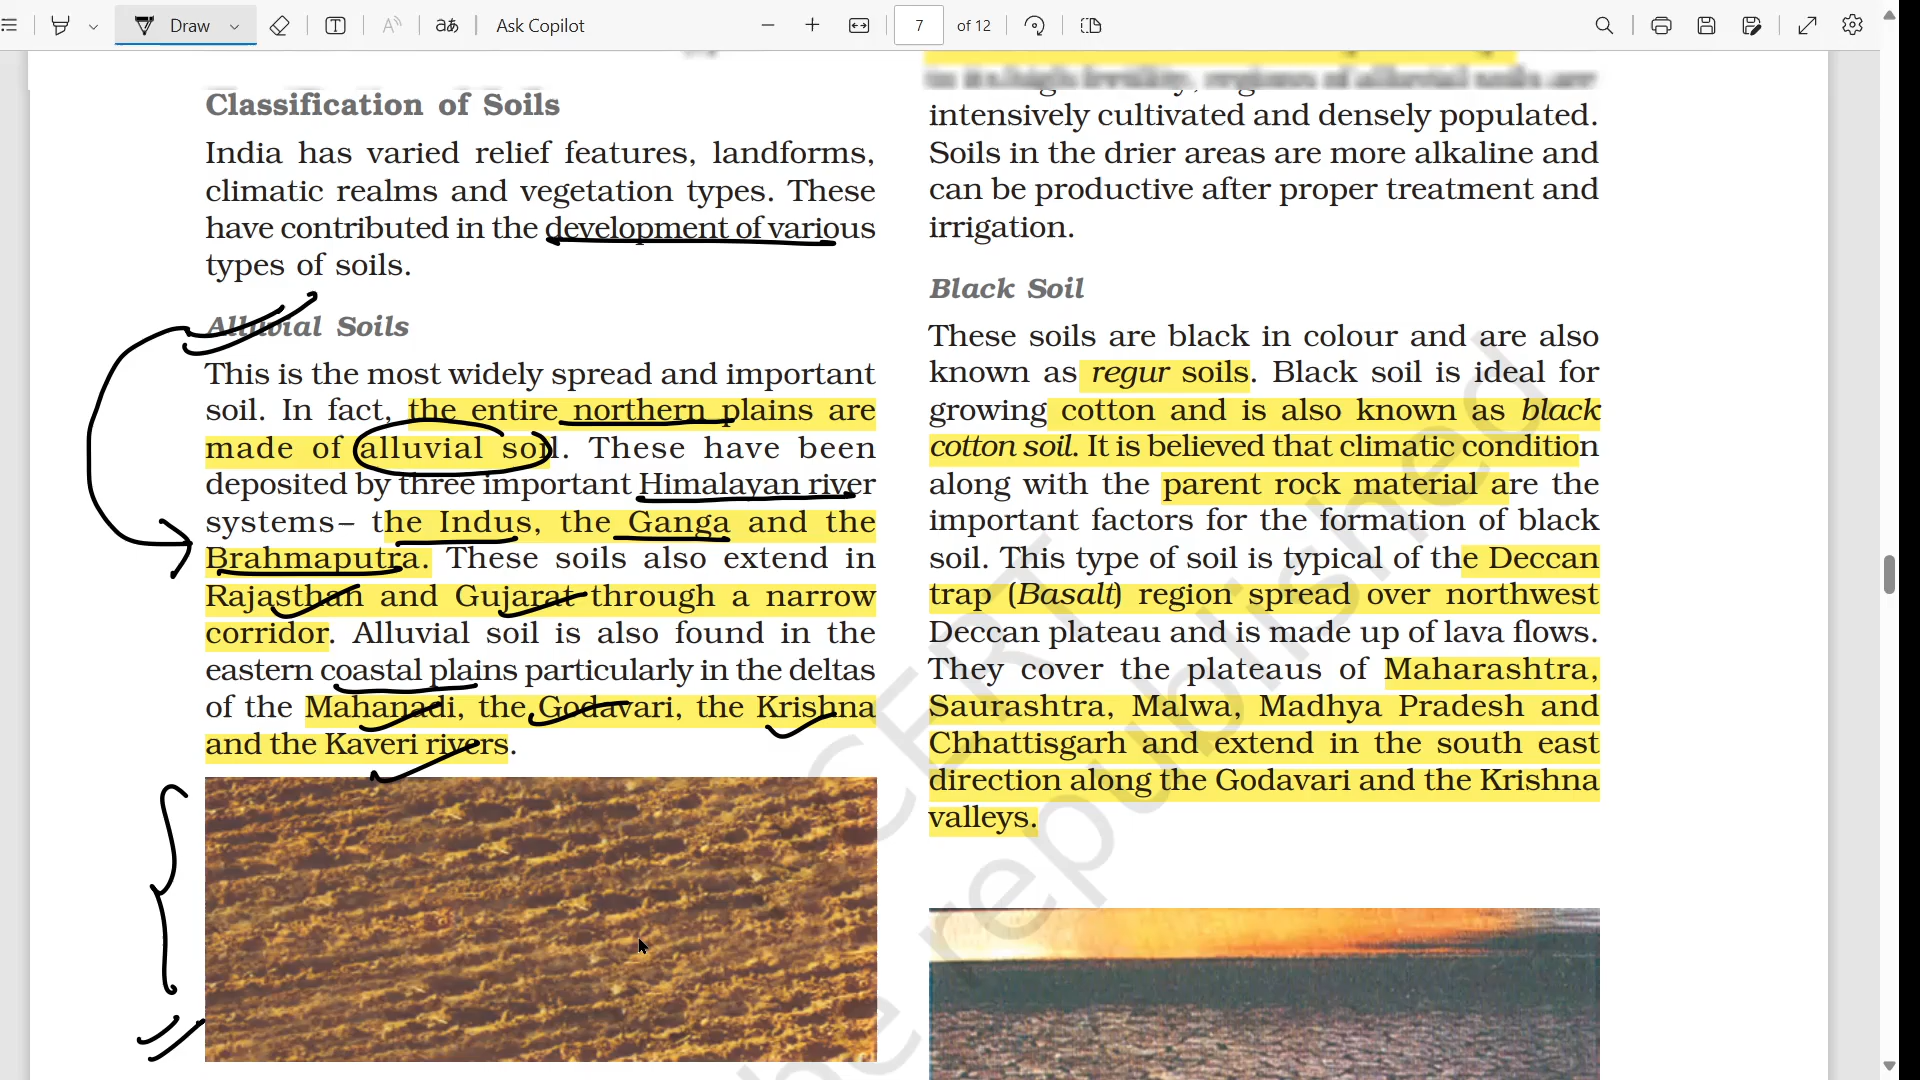 Draw
Ask Copilot
7
of 12
Classification of Soils
India has varied relief features, landforms,
climatic realms and vegetation types. These
have contributed in the development of various
types of soils.
Alluvial Soils
This is the most widely spread and important
soil. In fact, the entire northern plains are
made of alluvial soil. These have been
deposited by three important Himalayan river
systems– the Indus, the Ganga and the
Brahmaputra. These soils also extend in
Rajasthan and Gujarat through a narrow
corridor. Alluvial soil is also found in the
eastern coastal plains particularly in the deltas
of the Mahanadi, the Godavari, the Krishna
and the Kaveri rivers.
to its high fertility, regions of alluvial soils are
intensively cultivated and densely populated.
Soils in the drier areas are more alkaline and
can be productive after proper treatment and
irrigation.
Black Soil
These soils are black in colour and are also
known as regur soils. Black soil is ideal for
growing cotton and is also known as black
cotton soil. It is believed that climatic condition
along with the parent rock material are the
important factors for the formation of black
soil. This type of soil is typical of the Deccan
trap (Basalt) region spread over northwest
Deccan plateau and is made up of lava flows.
They cover the plateaus of Maharashtra,
Saurashtra, Malwa, Madhya Pradesh and
Chhattisgarh and extend in the south east
direction along the Godavari and the Krishna
valleys.
republished